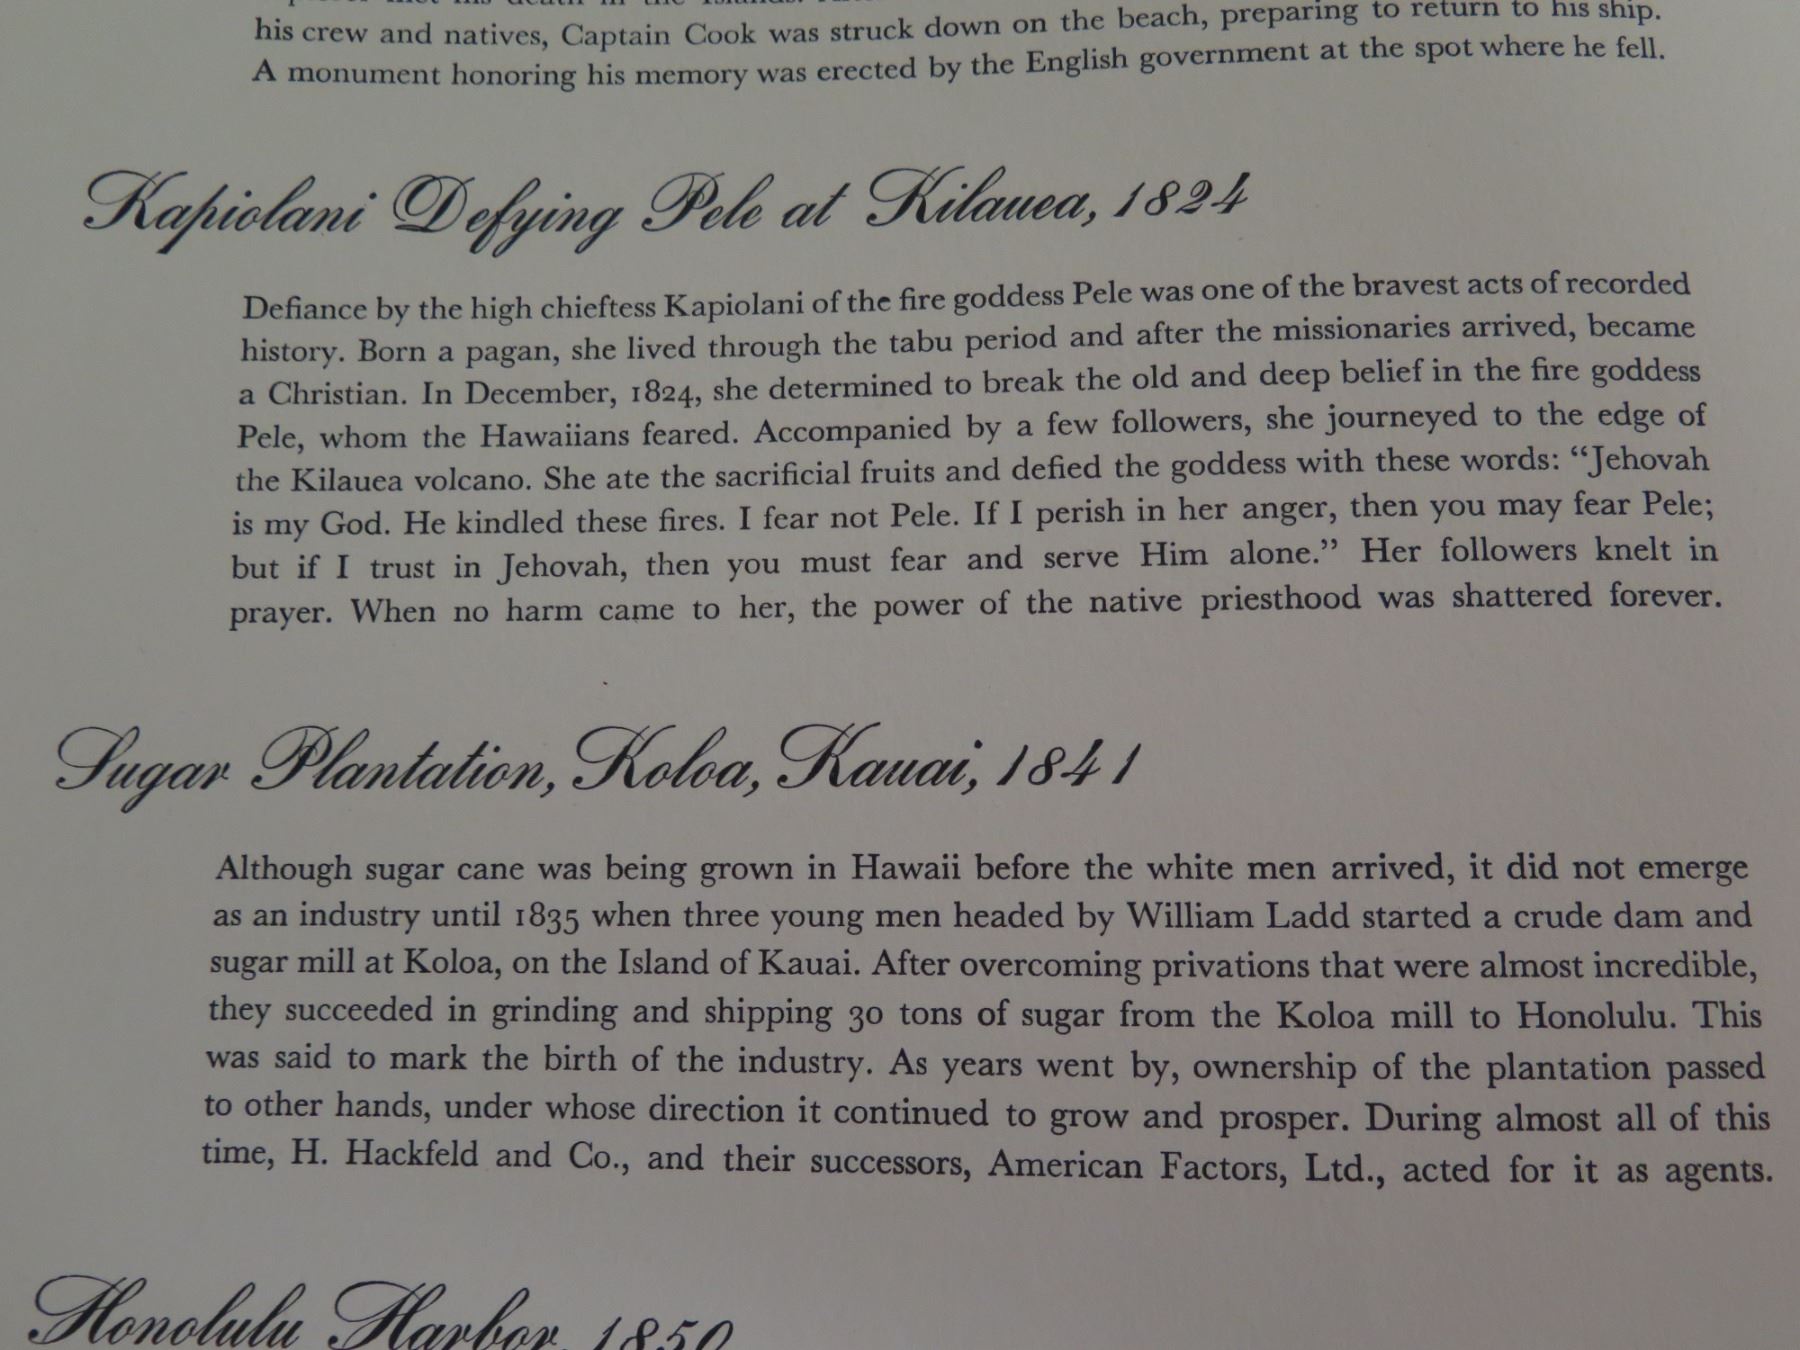 his death in the Islands.
his crew and natives, Captain Cook was struck down on the beach, preparing to return to his ship.
A monument honoring his memory was erected by the English government at the spot where he fell.
Kapiolani Defying Pele at Kilauea, 1824
Defiance by the high chieftess Kapiolani of the fire goddess Pele was one of the bravest acts of recorded
history. Born a pagan, she lived through the tabu period and after the missionaries arrived, became
a Christian. In December, 1824, she determined to break the old and deep belief in the fire goddess
Pele, whom the Hawaiians feared. Accompanied by a few followers, she journeyed to the edge of
the Kilauea volcano. She ate the sacrificial fruits and defied the goddess with these words: “Jehovah
is my God. He kindled these fires. I fear not Pele. If I perish in her anger, then you may fear Pele;
but if I trust in Jehovah, then you must fear and serve Him alone.” Her followers knelt in
prayer. When no harm came to her, the power of the native priesthood was shattered forever.
Sugar Plantation, Koloa, Kauai, 1841
Although sugar cane was being grown in Hawaii before the white men arrived, it did not emerge
as an industry until 1835 when three young men headed by William Ladd started a crude dam and
sugar mill at Koloa, on the Island of Kauai. After overcoming privations that were almost incredible,
they succeeded in grinding and shipping 30 tons of sugar from the Koloa mill to Honolulu. This
was said to mark the birth of the industry. As years went by, ownership of the plantation passed
to other hands, under whose direction it continued to grow and prosper. During almost all of this
time, H. Hackfeld and Co., and their successors, American Factors, Ltd., acted for it as agents.
Honolulu Harbor, 1850